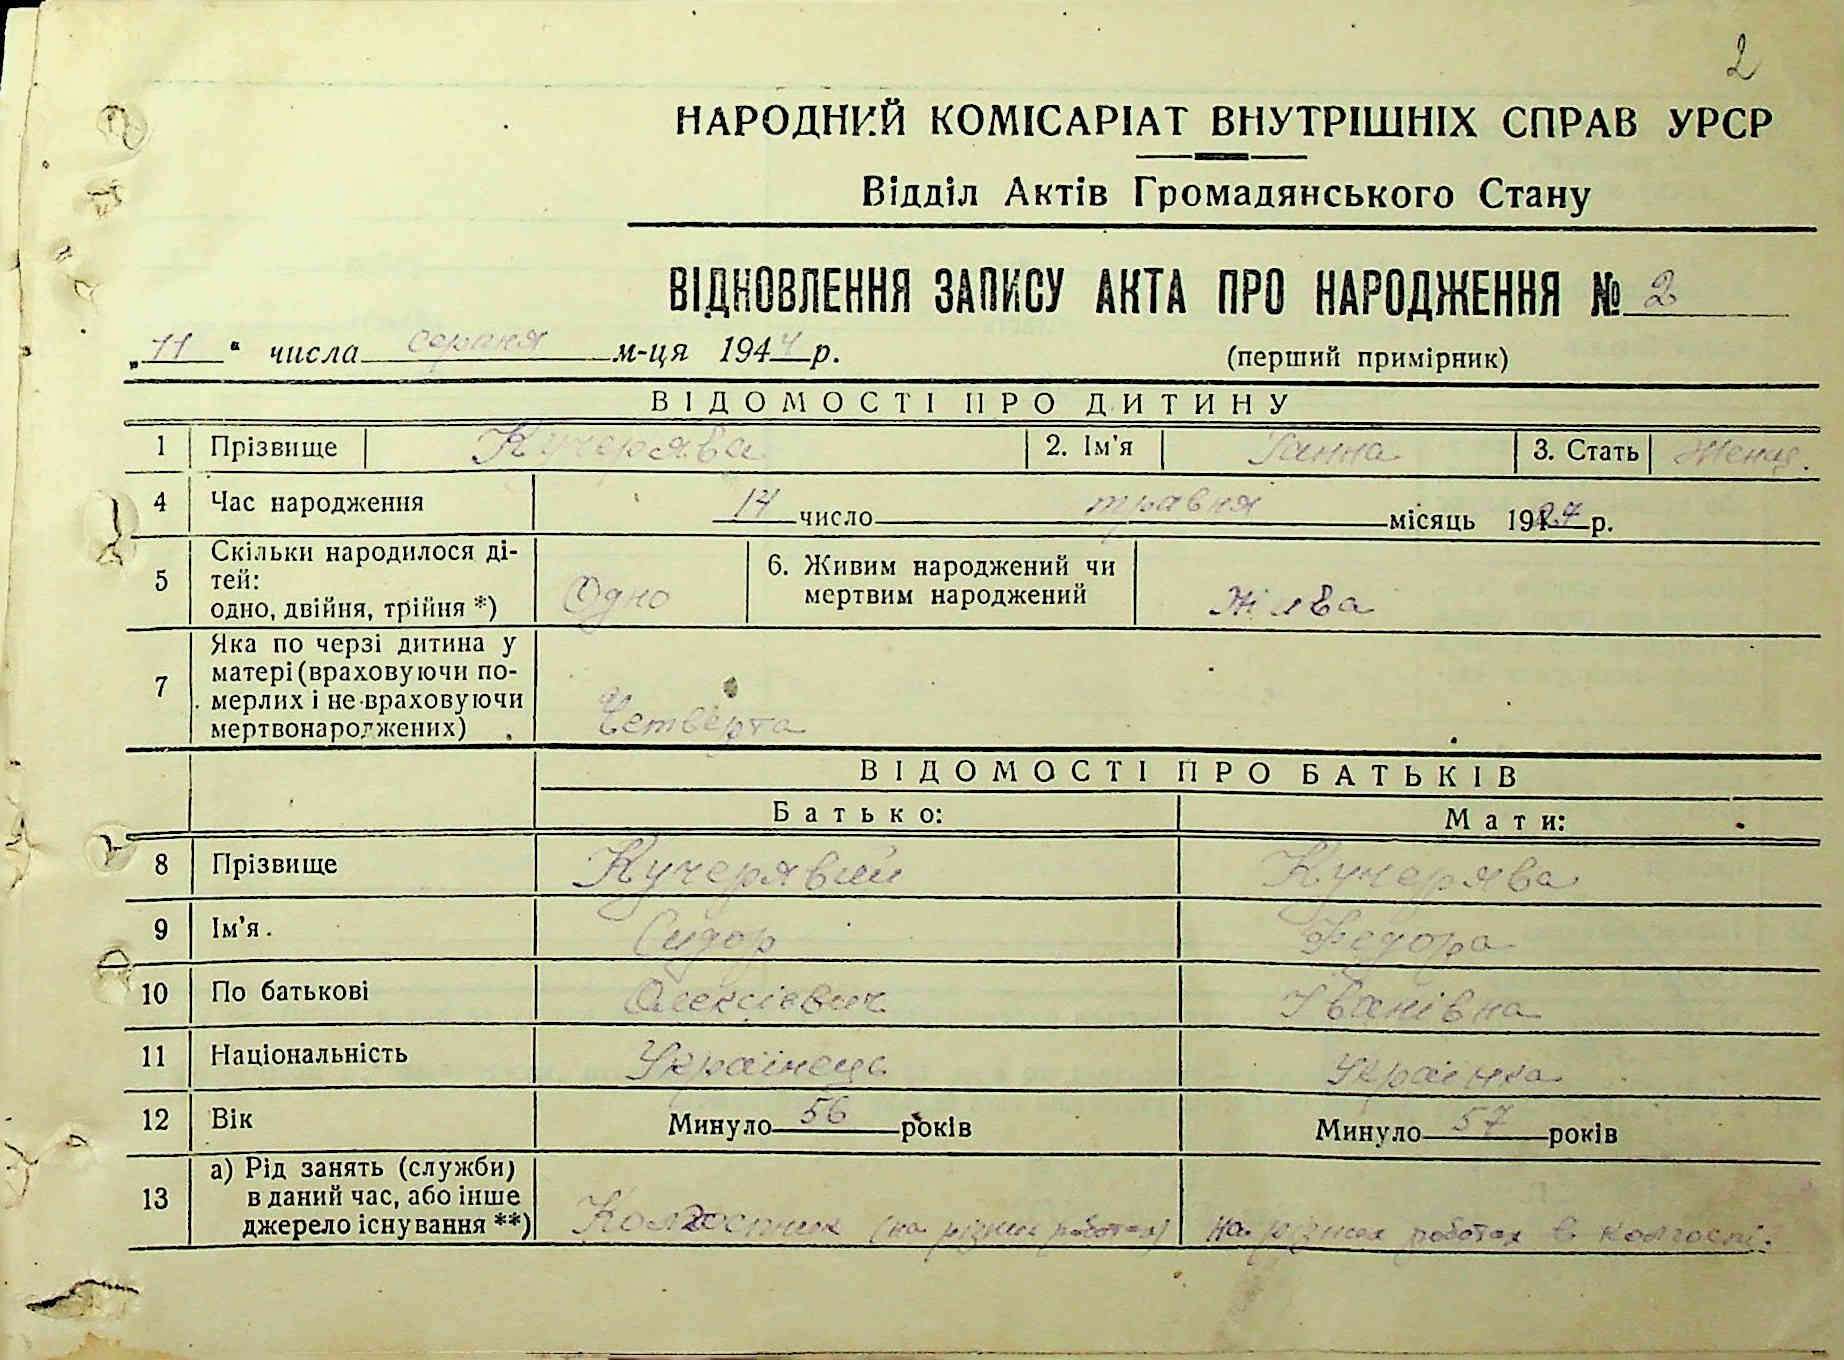 2
НАРОДНИЙ КОМІСАРІАТ ВНУТРІШНІХ СПРАВ УРСР
Відділ Актів Громадянського Стану
ВІДНОВЛЕННЯ ЗАПИСУ АКТА ПРО НАРОДЖЕННЯ № 2
„11“ числа серпня м-ця 1944 р.
(перший примірник)
ВІДОМОСТІ ПРО ДИТИНУ
1 Прізвище Кучерява 2. Ім'я Ганна 3. Стать Жіноч.
4 Час народження 14 число травня місяць 1927 р.
5 Скільки народилося ді-
тей:
одно, двійня, трійня *) Одно
6. Живим народжений чи
мертвим народжений Жива
7 Яка по черзі дитина у
матері (враховуючи по-
мерлих і не враховуючи
мертвонароджених) Четверта
ВІДОМОСТІ ПРО БАТЬКІВ
Батько: Мати:
8 Прізвище Кучерявий Кучерява
9 Ім'я. Сидор Федора
10 По батькові Олексієвич Іванівна
11 Національність Українець Українка
12 Вік Минуло 56 років Минуло 57 років
13 а) Рід занять (служби)
в даний час, або інше
джерело існування **) Колгоспник (на різних роботах) На різних роботах в колгоспі.